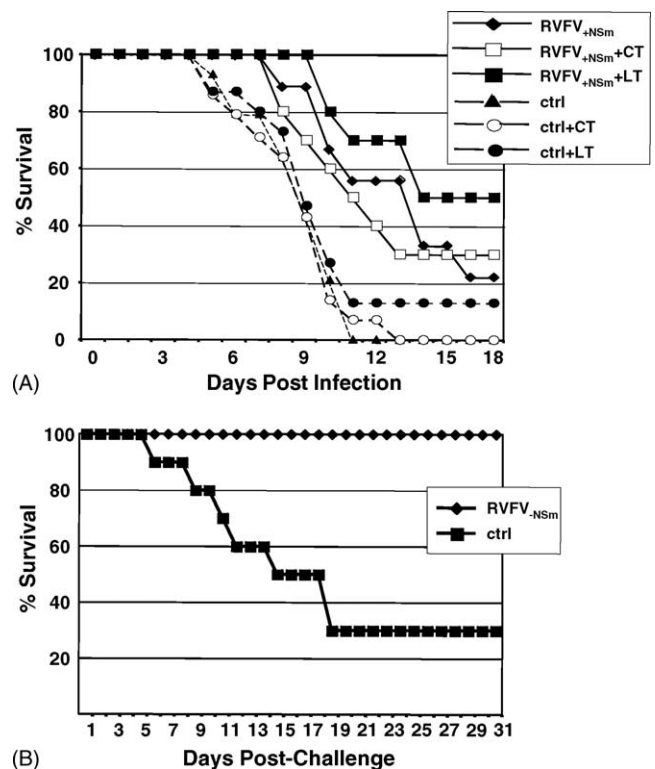 RVFV+NSm
RVFV+NSm+CT
RVFV+NSm+LT
ctrl
ctrl+CT
ctrl+LT
100
80
60
40
20
0
% Survival
0 3 6 9 12 15 18
Days Post Infection
(A)
100
80
60
40
20
% Survival
RVFV-NSm
ctrl
1 3 5 7 9 11 13 15 17 19 21 23 25 27 29 31
Days Post-Challenge
(B)